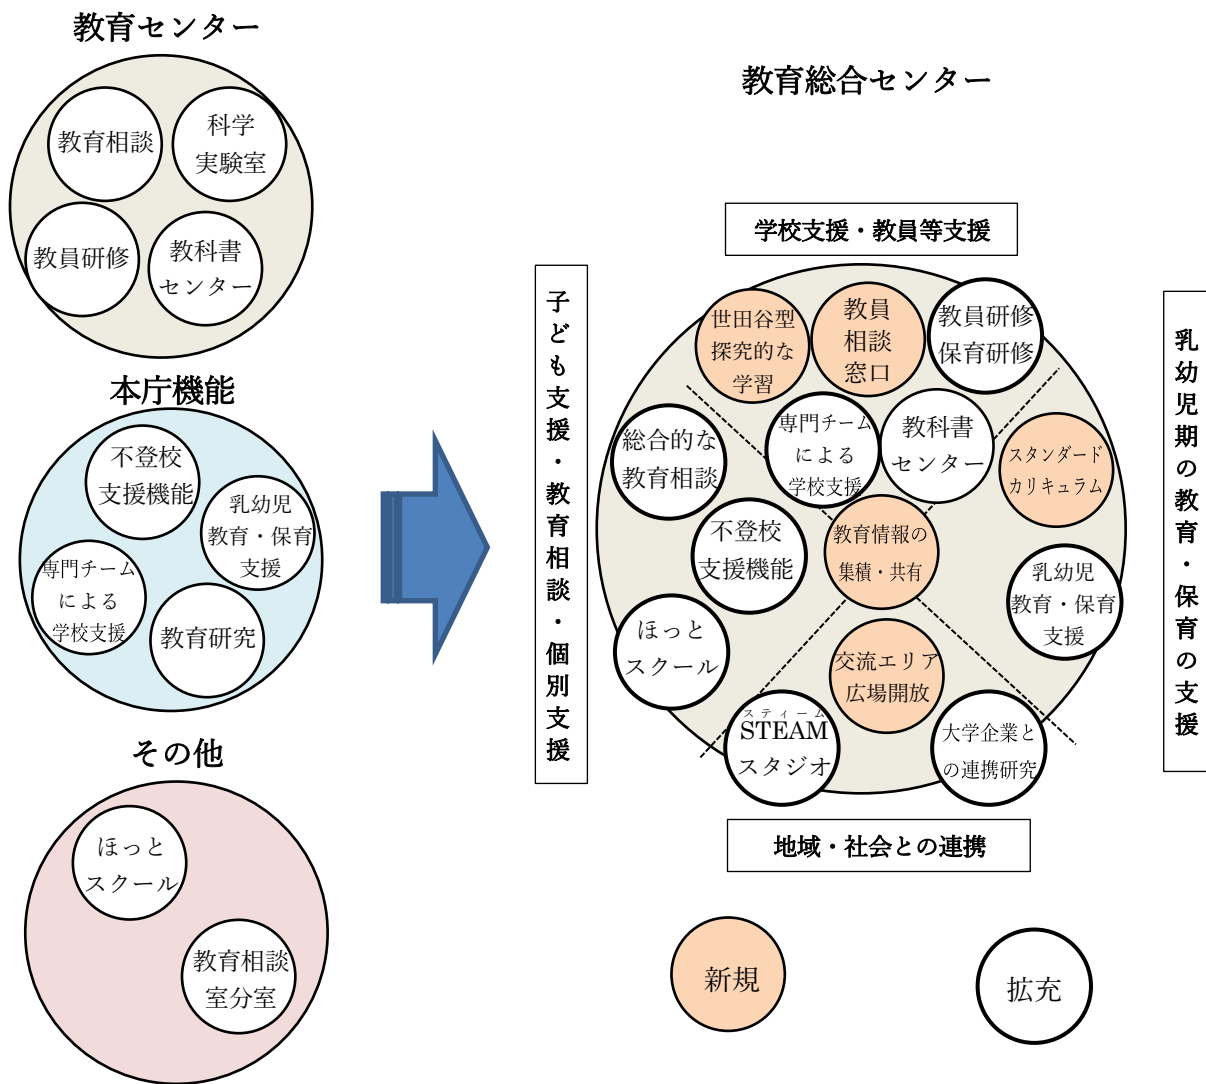 教育センター
教育相談
科学
実験室
教員研修
教科書
センター
本庁機能
不登校
支援機能
乳幼児
教育・保育
支援
専門チーム
による
学校支援
教育研究
その他
ほっと
スクール
教育相談
室分室
教育総合センター
学校支援・教員等支援
子ども支援・教育相談・個別支援
乳幼児期の教育・保育の支援
世田谷型
探究的な
学習
教員
相談
窓口
教員研修
保育研修
総合的な
教育相談
専門チーム
による
学校支援
教科書
センター
スタンダード
カリキュラム
不登校
支援機能
教育情報の
集積・共有
乳幼児
教育・保育
支援
ほっと
スクール
交流エリア
広場開放
スティーム
STEAM
スタジオ
大学企業と
の連携研究
地域・社会との連携
新規
拡充